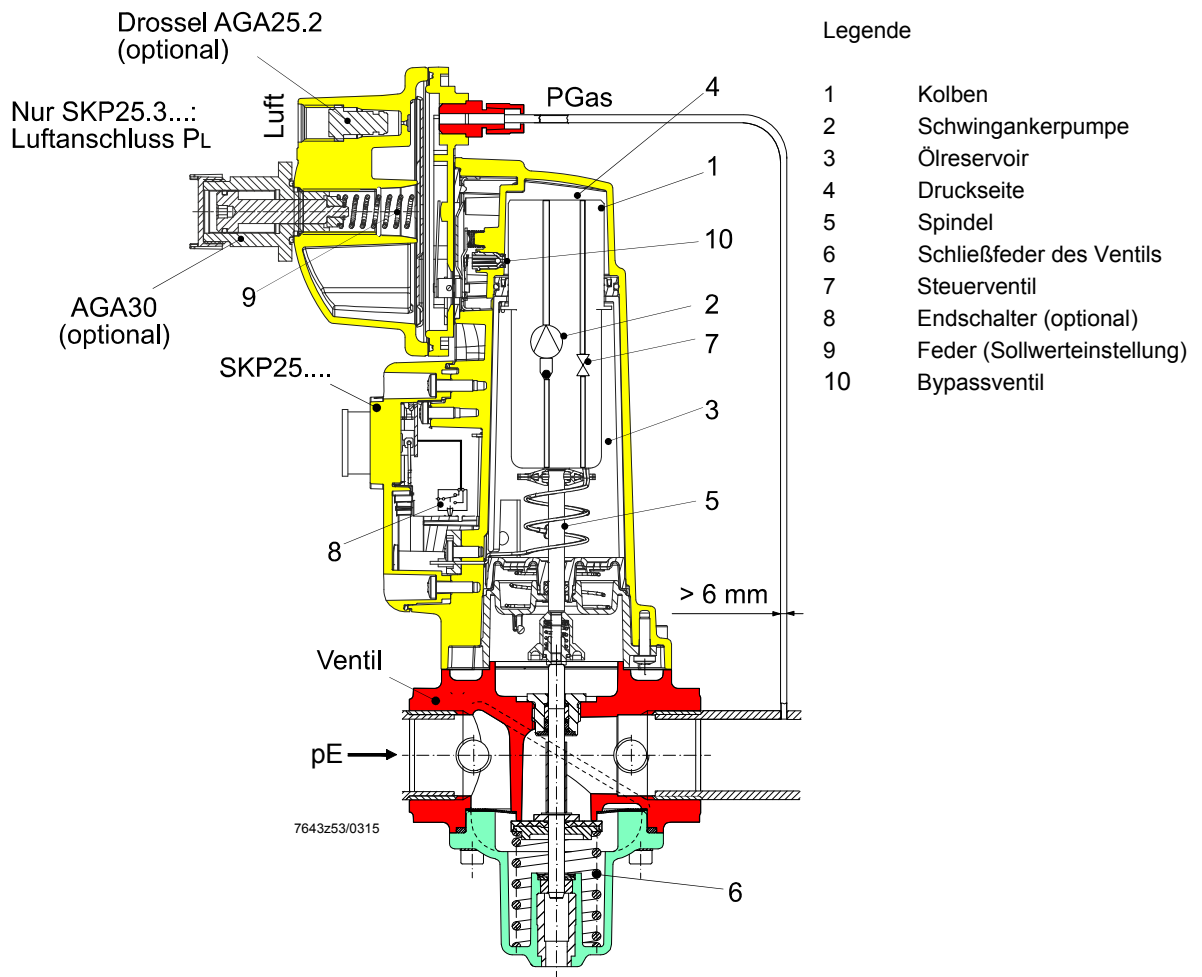 Drossel AGA25.2
(optional)
Nur SKP25.3...:
Luftanschluss PL
Luft
PGas
4
1
10
9
AGA30
(optional)
2
7
SKP25....
3
8
5
> 6 mm
Ventil
pE
7643z53/0315
6
Legende
1 Kolben
2 Schwingankerpumpe
3 Ölreservoir
4 Druckseite
5 Spindel
6 Schließfeder des Ventils
7 Steuerventil
8 Endschalter (optional)
9 Feder (Sollwerteinstellung)
10 Bypassventil